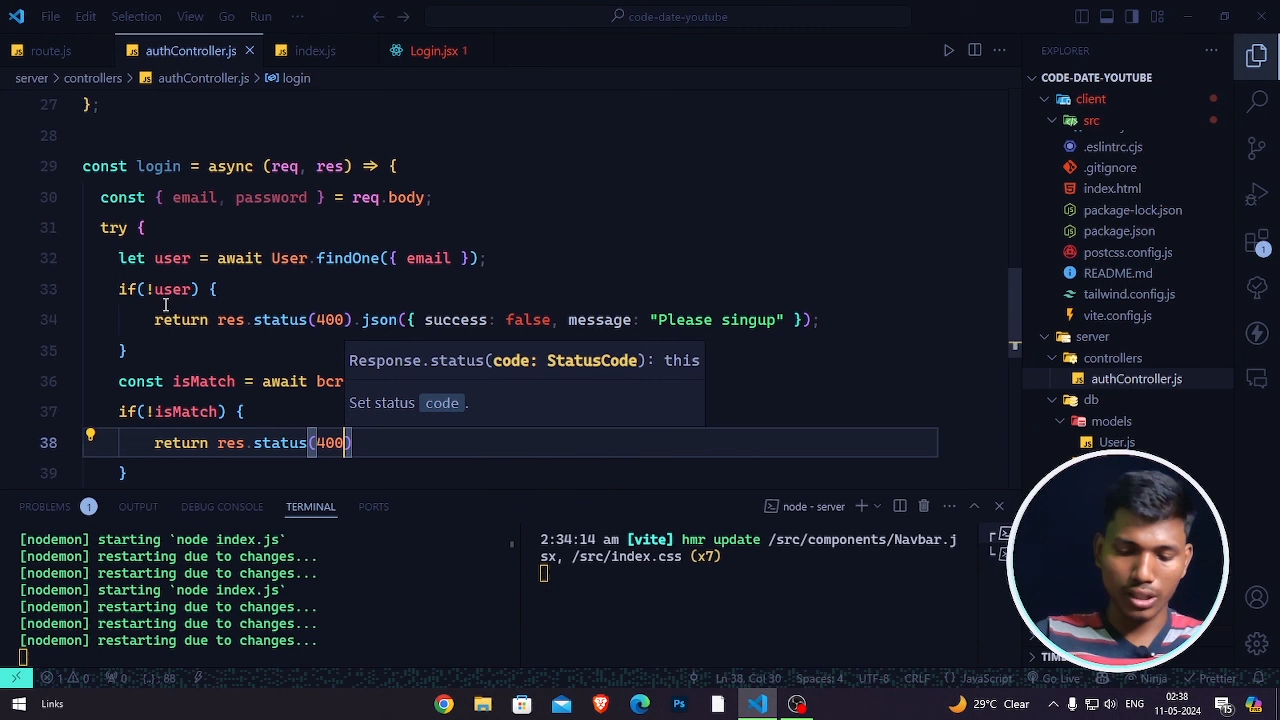 File Edit Selection View Go Run ··· code-date-youtube
route.js authController.js index.js Login.jsx 1
EXPLORER
server > controllers > authController.js > login
27 };
28
29 const login = async (req, res) => {
30 const { email, password } = req.body;
31 try {
32 let user = await User.findOne({ email });
33 if(!user) {
34 return res.status(400).json({ success: false, message: "Please singup" });
35 }
36 const isMatch = await bcr
37 if(!isMatch) {
38 return res.status(400)
39 }
Response.status(code: StatusCode): this
Set status code.
CODE-DATE-YOUTUBE
client
src
.eslintrc.cjs
.gitignore
index.html
package-lock.json
package.json
postcss.config.js
README.md
tailwind.config.js
vite.config.js
server
controllers
authController.js
db
models
User.js
PROBLEMS 1 OUTPUT DEBUG CONSOLE TERMINAL PORTS node - server
[nodemon] starting `node index.js`
[nodemon] restarting due to changes...
[nodemon] restarting due to changes...
[nodemon] starting `node index.js`
[nodemon] restarting due to changes...
[nodemon] restarting due to changes...
[nodemon] restarting due to changes...
2:34:14 am [vite] hmr update /src/components/Navbar.j
sx, /src/index.css (x7)
1 0 0 {..}: 88 Ln 38, Col 30 Spaces: 4 UTF-8 CRLF {} JavaScript Go Live Ninja Prettier
Links 29°C Clear 02:38
11-05-2024